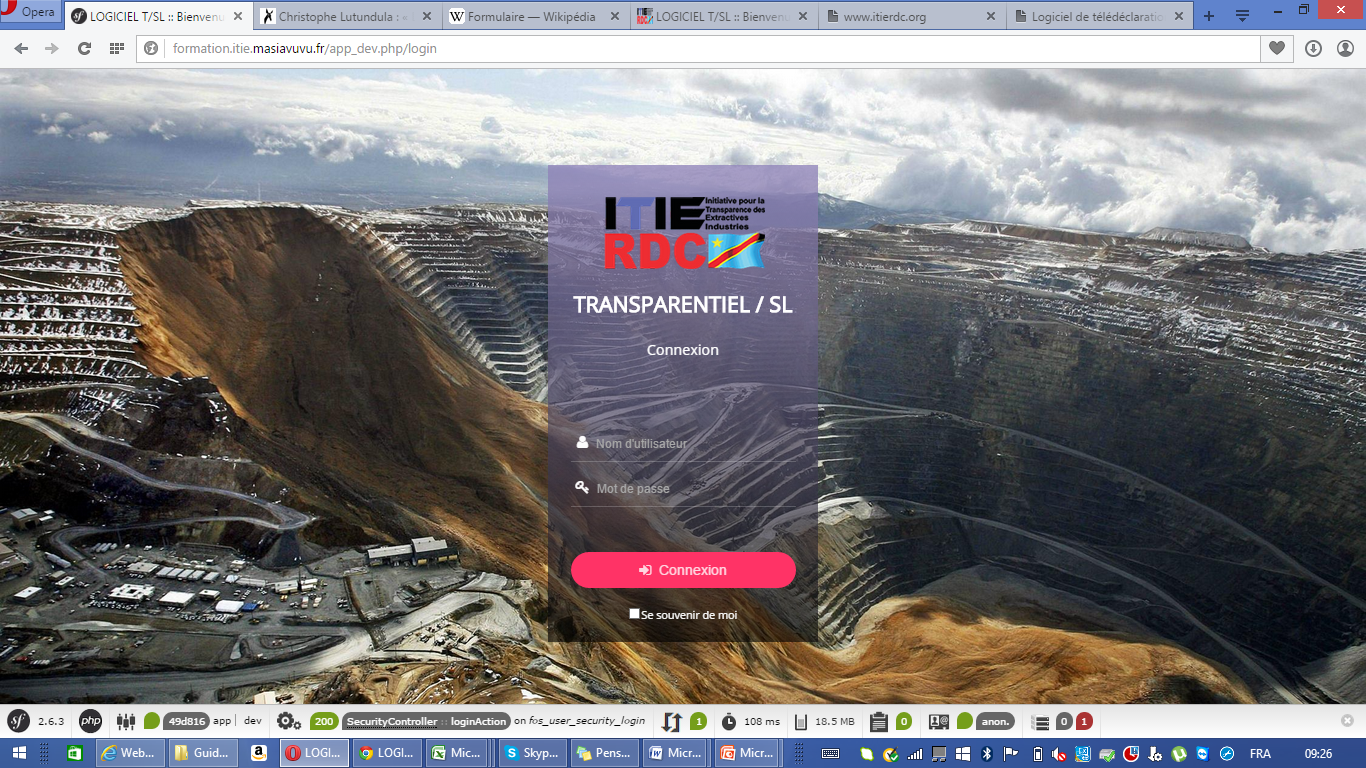 Opera
LOGICIEL T/SL :: Bienvenu
Christophe Lutundula : «
Formulaire — Wikipédia
LOGICIEL T/SL :: Bienvenu
www.itierdc.org
Logiciel de télédéclaratio
formation.itie.masiavuvu.fr/app_dev.php/login
ITIE
Initiative pour la
Transparence des
Extractives
Industries
RDC
TRANSPARENTIEL / SL
Connexion
Nom d'utilisateur
Mot de passe
Connexion
Se souvenir de moi
sf 2.6.3 php 49d816 app | dev 200 SecurityController :: loginAction on fos_user_security_login 1 108 ms 18.5 MB 0 anon. 0 1
Web... Guid... a LOGI... LOGI... Mic... Skyp... Pens... Micr... Micr... FRA 09:26